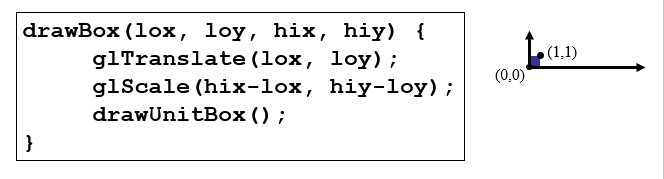 drawBox(lox, loy, hix, hiy) {
glTranslate(lox, loy);
glScale(hix-lox, hiy-loy);
drawUnitBox();
}
(1,1)
(0,0)